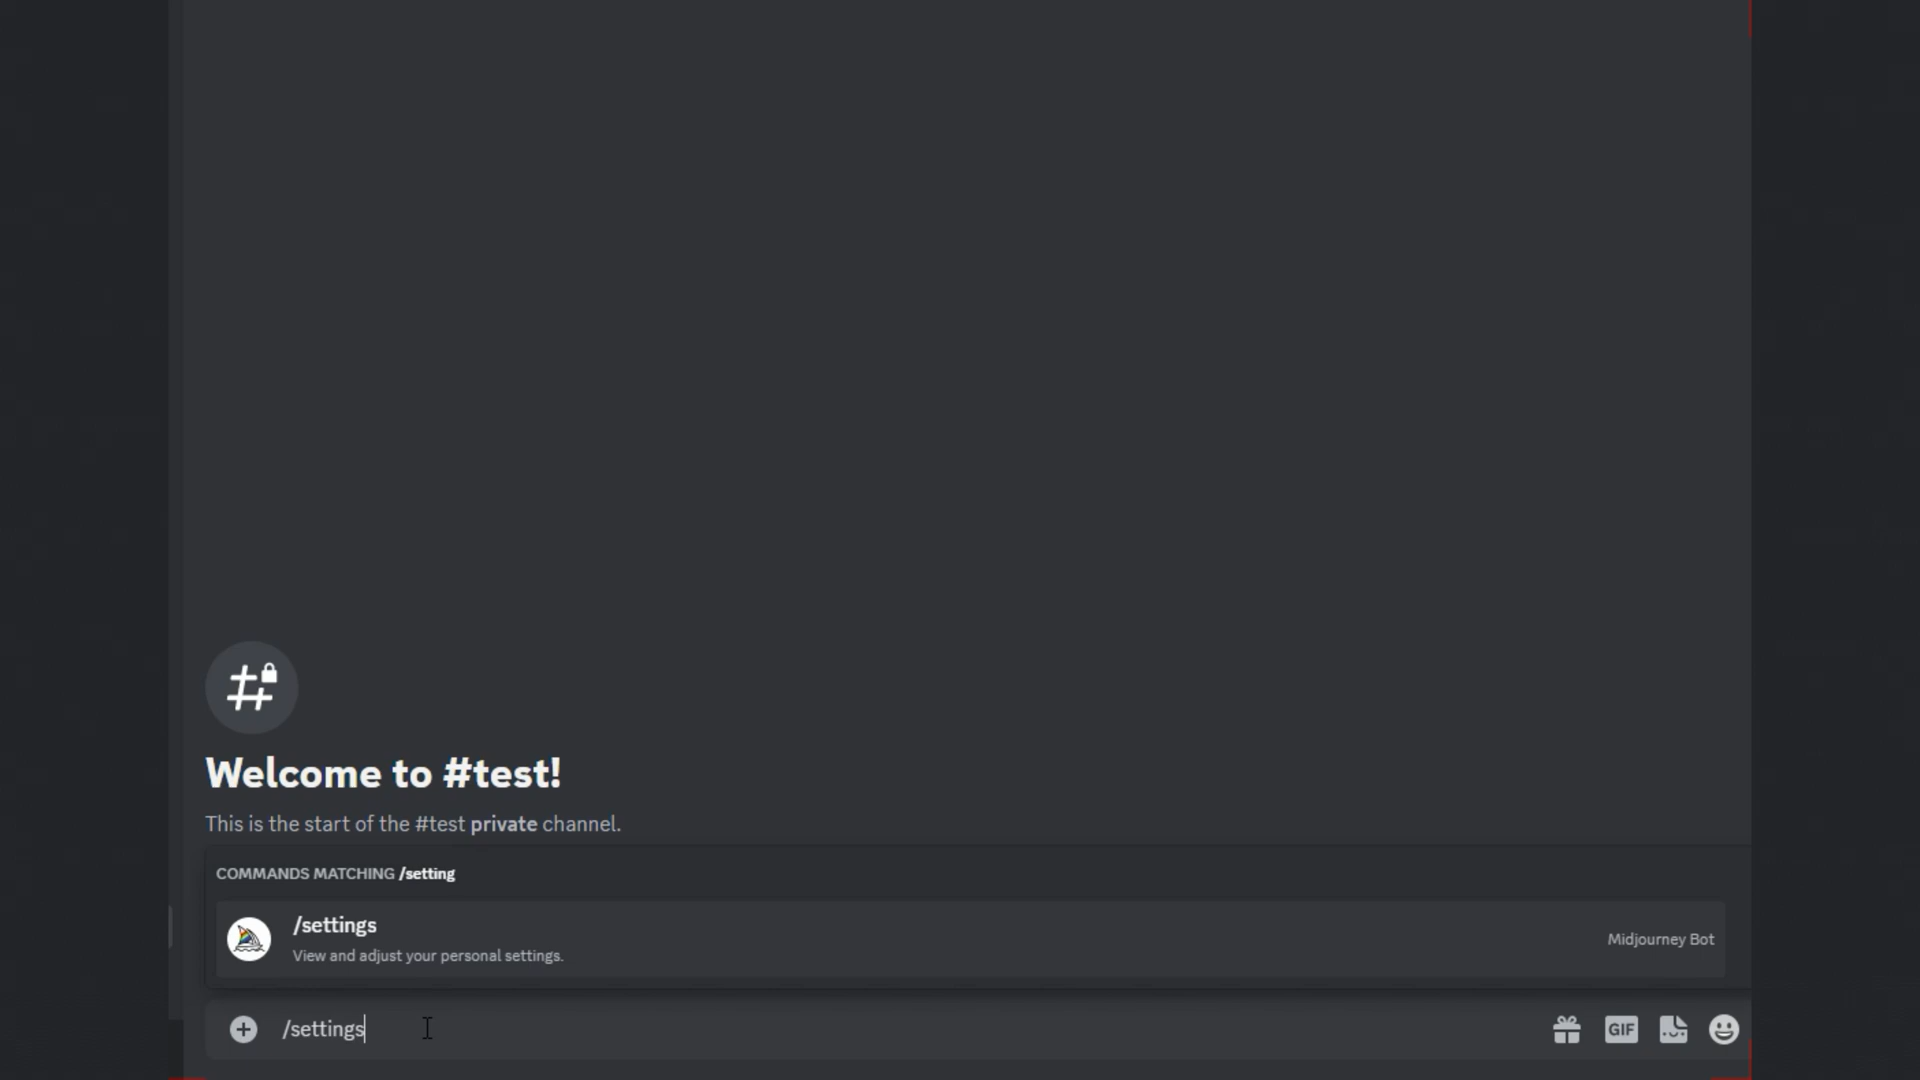 Welcome to #test!
This is the start of the #test private channel.
COMMANDS MATCHING /setting
/settings
View and adjust your personal settings.
Midjourney Bot
/settings
GIF